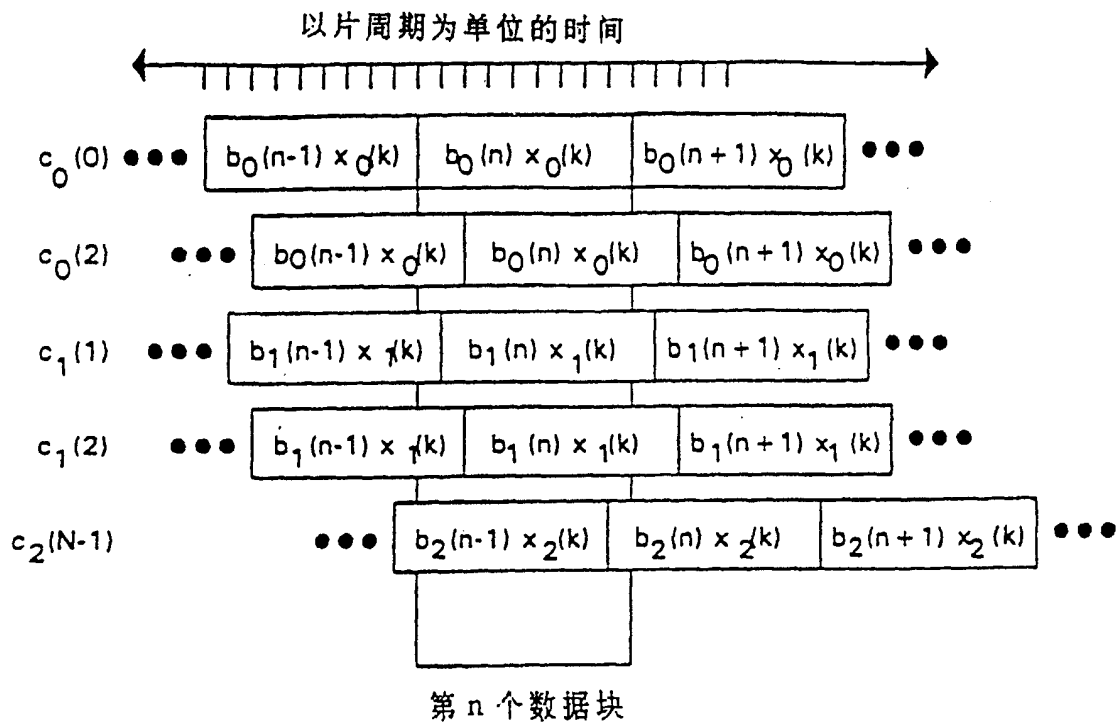 以片周期为单位的时间
c₀(0) ●●● b₀(n-1) x₀(k) b₀(n) x₀(k) b₀(n+1) x₀(k) ●●●
c₀(2) ●●● b₀(n-1) x₀(k) b₀(n) x₀(k) b₀(n+1) x₀(k) ●●●
c₁(1) ●●● b₁(n-1) x₁(k) b₁(n) x₁(k) b₁(n+1) x₁(k) ●●●
c₁(2) ●●● b₁(n-1) x₁(k) b₁(n) x₁(k) b₁(n+1) x₁(k) ●●●
c₂(N-1) ●●● b₂(n-1) x₂(k) b₂(n) x₂(k) b₂(n+1) x₂(k) ●●●
第n个数据块